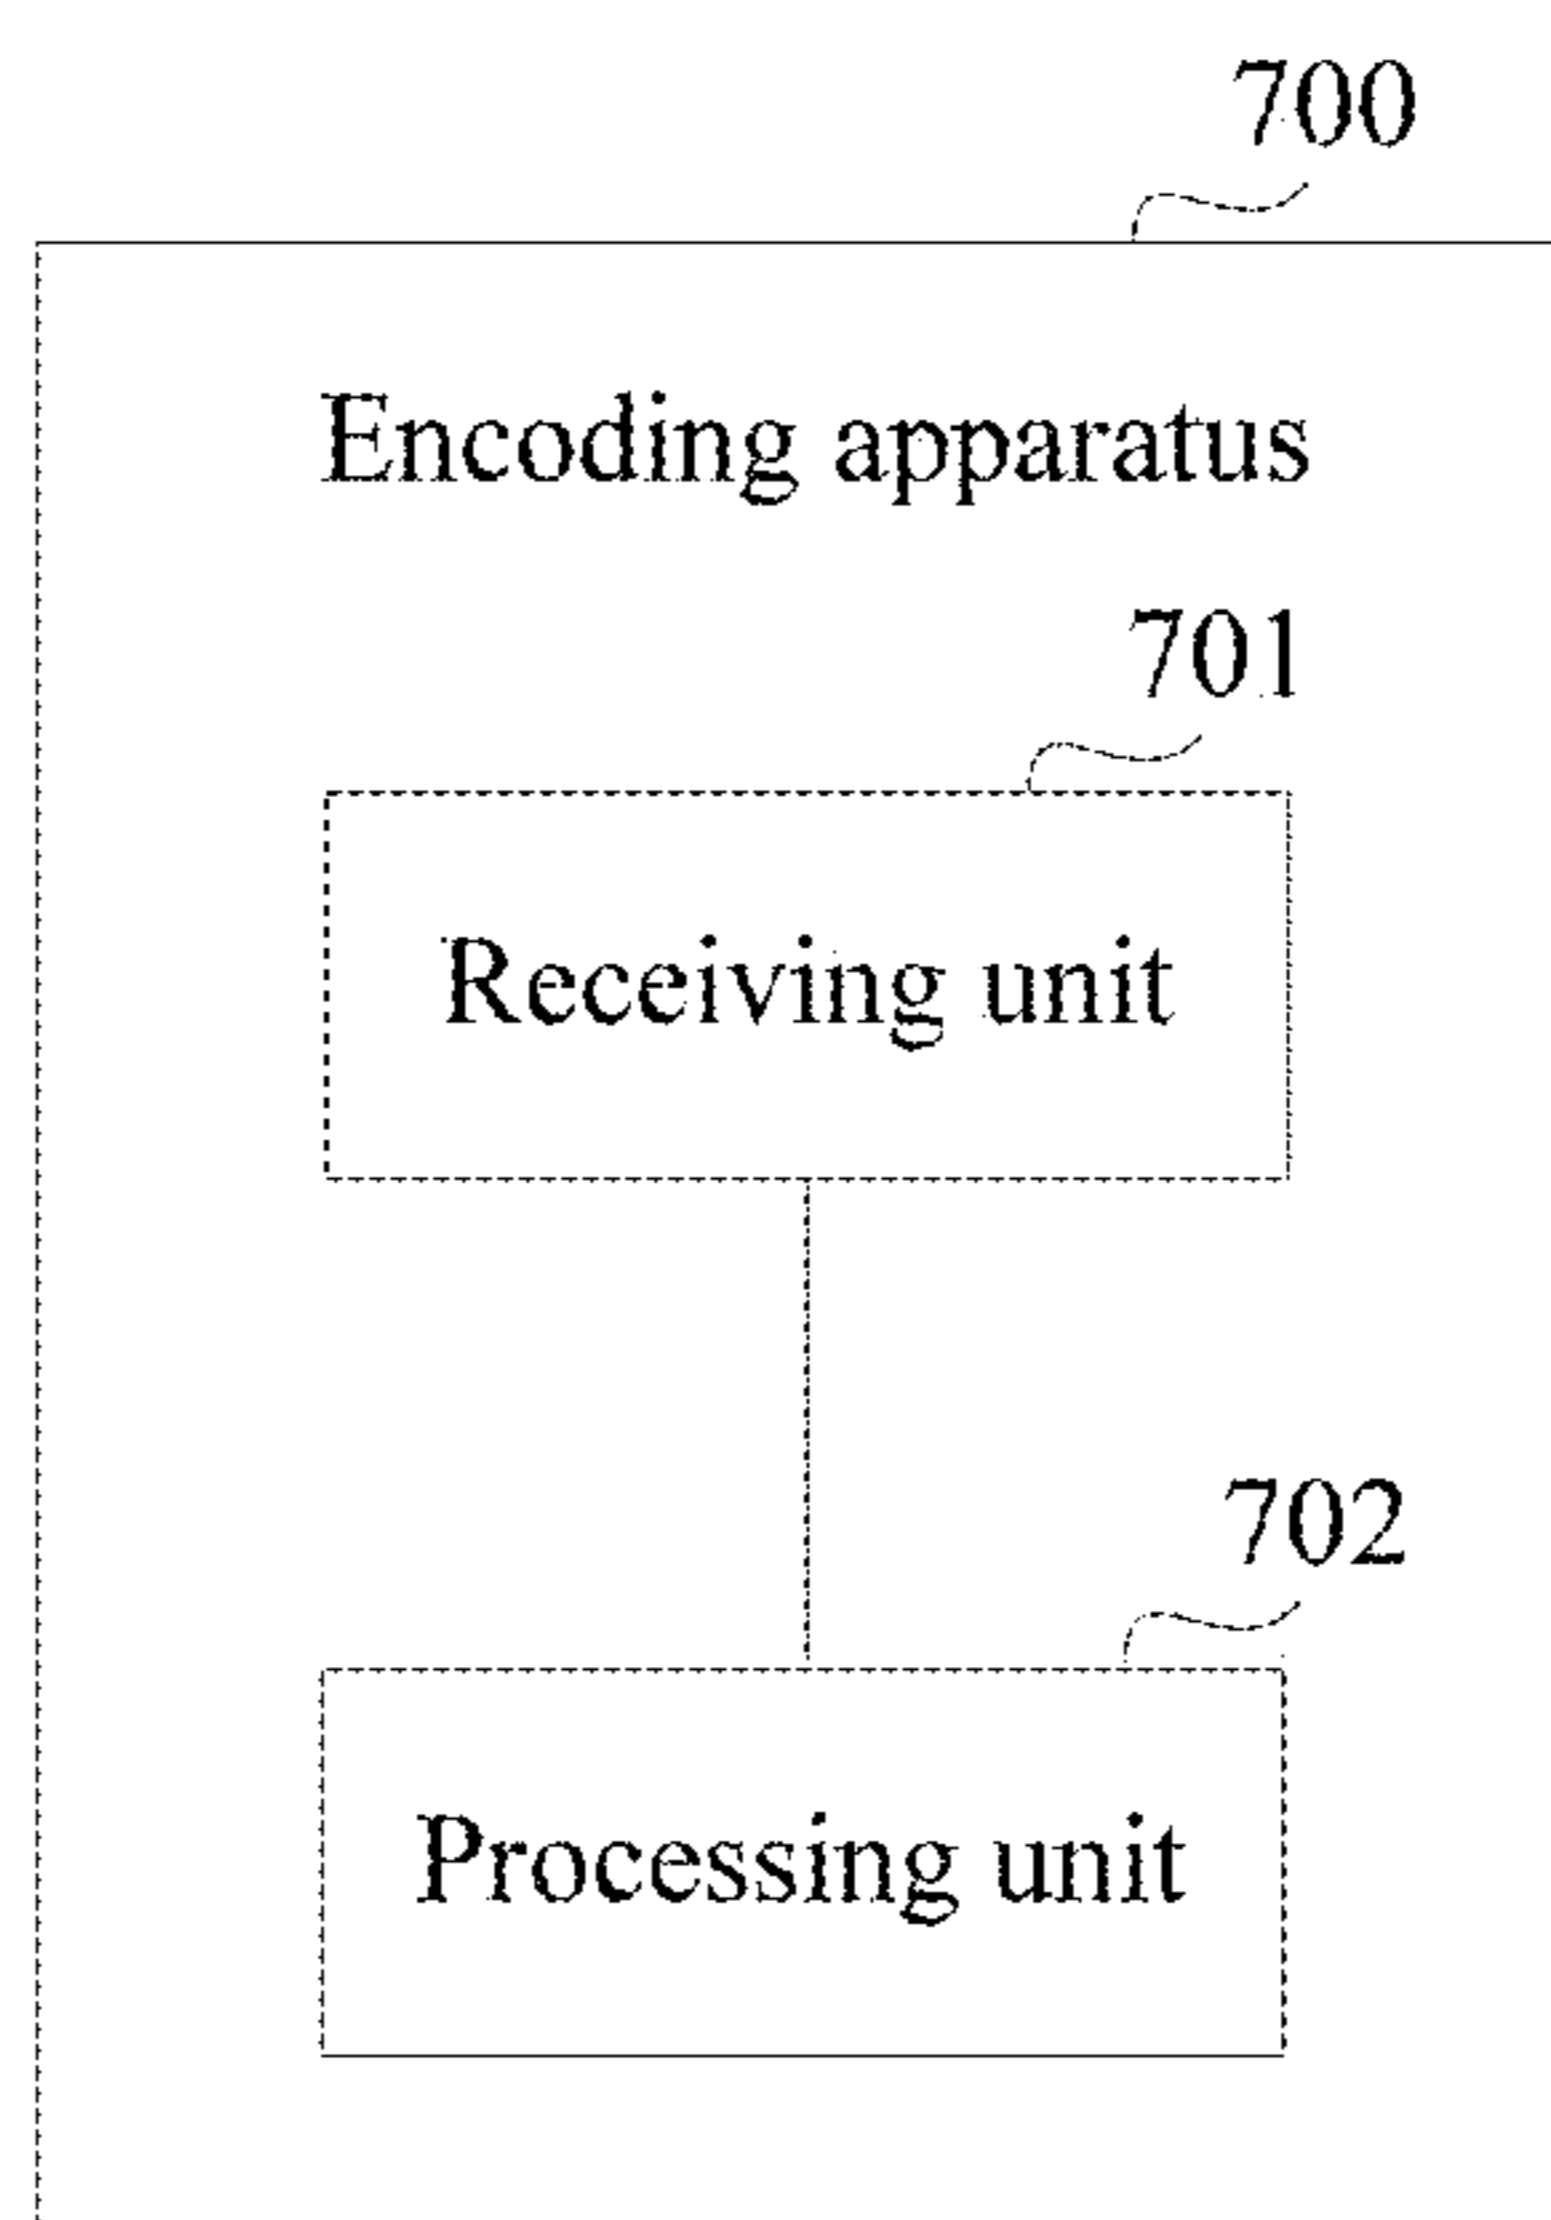 700
Encoding apparatus
701
Receiving unit
702
Processing unit